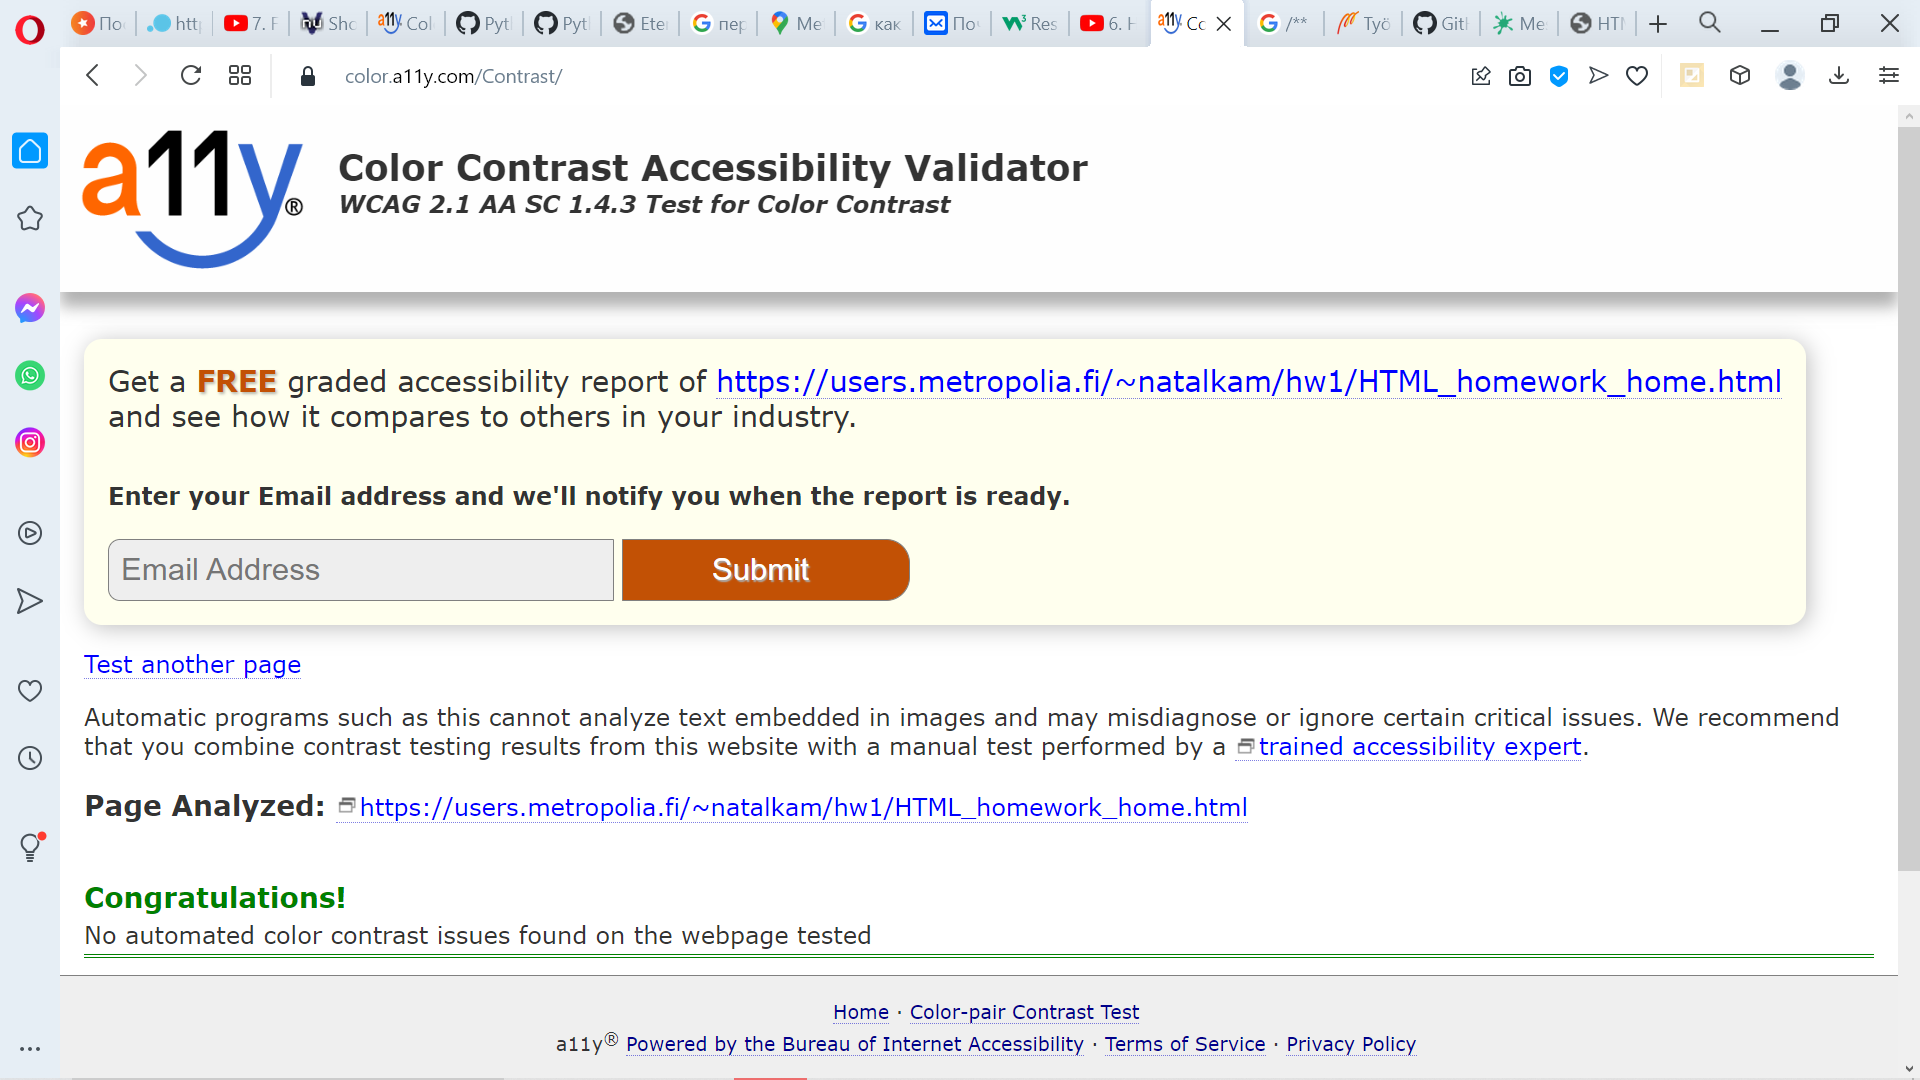 По
htt
7. F
Sho
Col
Pyt
Pyt
Ete
пер
Me
как
По
Res
6. H
Co
/**
Työ
Git
Me
HT
color.a11y.com/Contrast/
a11y®
Color Contrast Accessibility Validator
WCAG 2.1 AA SC 1.4.3 Test for Color Contrast
Get a FREE graded accessibility report of https://users.metropolia.fi/~natalkam/hw1/HTML_homework_home.html
and see how it compares to others in your industry.
Enter your Email address and we'll notify you when the report is ready.
Email Address
Submit
Test another page
Automatic programs such as this cannot analyze text embedded in images and may misdiagnose or ignore certain critical issues. We recommend
that you combine contrast testing results from this website with a manual test performed by a trained accessibility expert.
Page Analyzed: https://users.metropolia.fi/~natalkam/hw1/HTML_homework_home.html
Congratulations!
No automated color contrast issues found on the webpage tested
Home · Color-pair Contrast Test
a11y® Powered by the Bureau of Internet Accessibility · Terms of Service · Privacy Policy